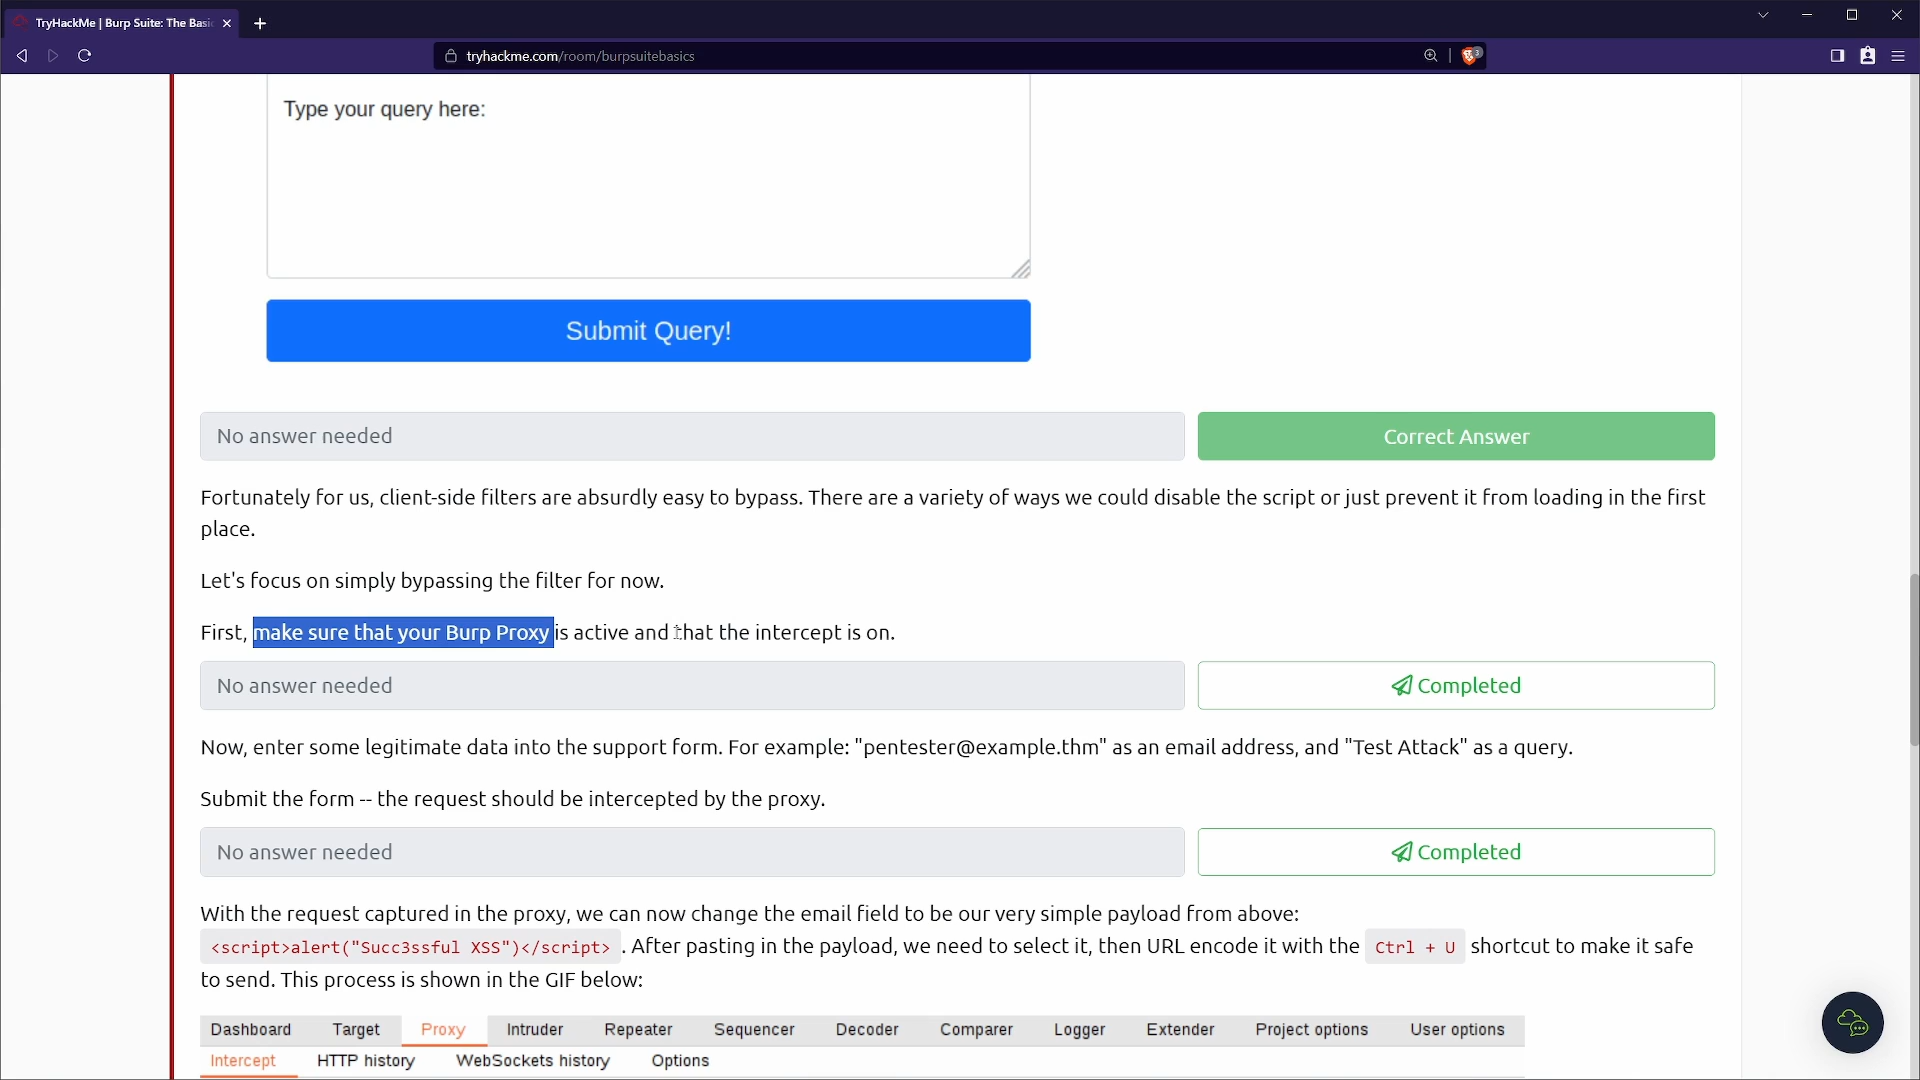 TryHackMe | Burp Suite: The Basi
tryhackme.com/room/burpsuitebasics
3
Type your query here:
Submit Query!
No answer needed
Correct Answer
Fortunately for us, client-side filters are absurdly easy to bypass. There are a variety of ways we could disable the script or just prevent it from loading in the first
place.
Let's focus on simply bypassing the filter for now.
First, make sure that your Burp Proxy is active and that the intercept is on.
No answer needed
Completed
Now, enter some legitimate data into the support form. For example: "pentester@example.thm" as an email address, and "Test Attack" as a query.
Submit the form -- the request should be intercepted by the proxy.
No answer needed
Completed
With the request captured in the proxy, we can now change the email field to be our very simple payload from above:
<script>alert("Succ3ssful XSS")</script> . After pasting in the payload, we need to select it, then URL encode it with the Ctrl + U shortcut to make it safe
to send. This process is shown in the GIF below:
Dashboard Target Proxy Intruder Repeater Sequencer Decoder Comparer Logger Extender Project options User options
Intercept HTTP history WebSockets history Options